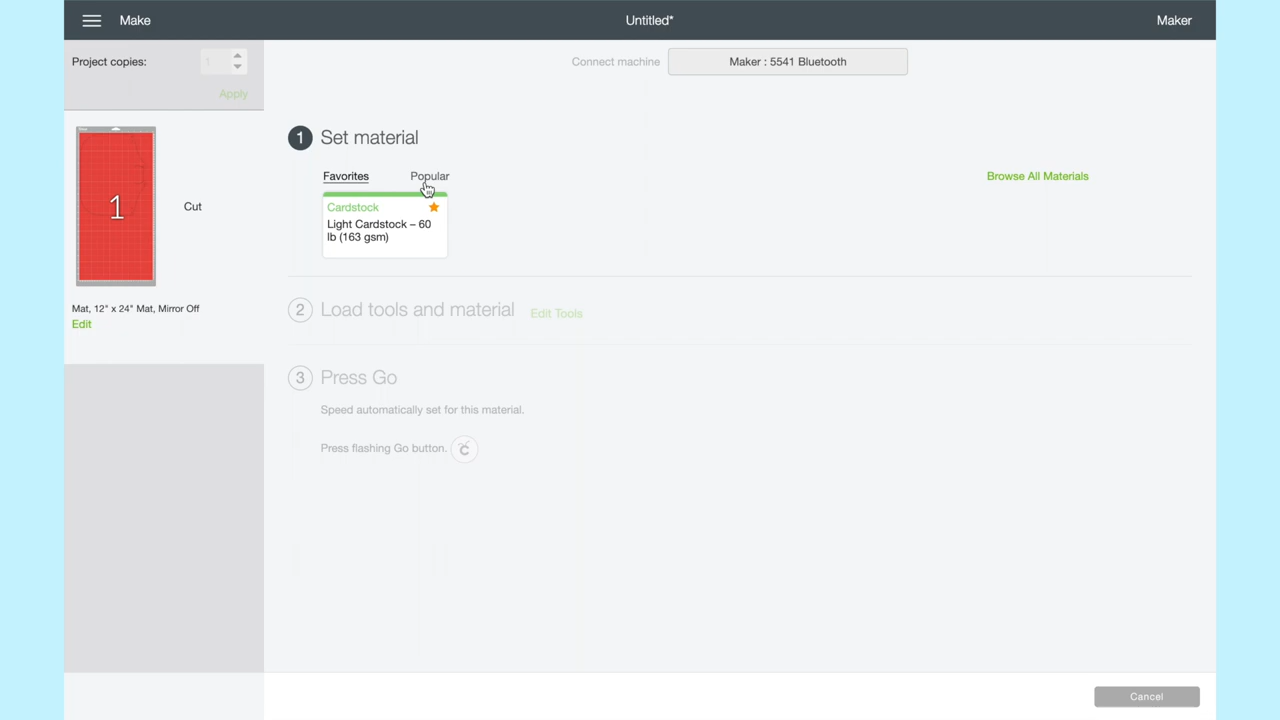 Make
Untitled*
Maker
Project copies:
1
Apply
Connect machine
Maker : 5541 Bluetooth
1
Cut
Mat, 12" x 24" Mat, Mirror Off
Edit
1 Set material
Favorites
Popular
Browse All Materials
Cardstock
Light Cardstock – 60
lb (163 gsm)
2 Load tools and material
Edit Tools
3 Press Go
Speed automatically set for this material.
Press flashing Go button.
Cancel